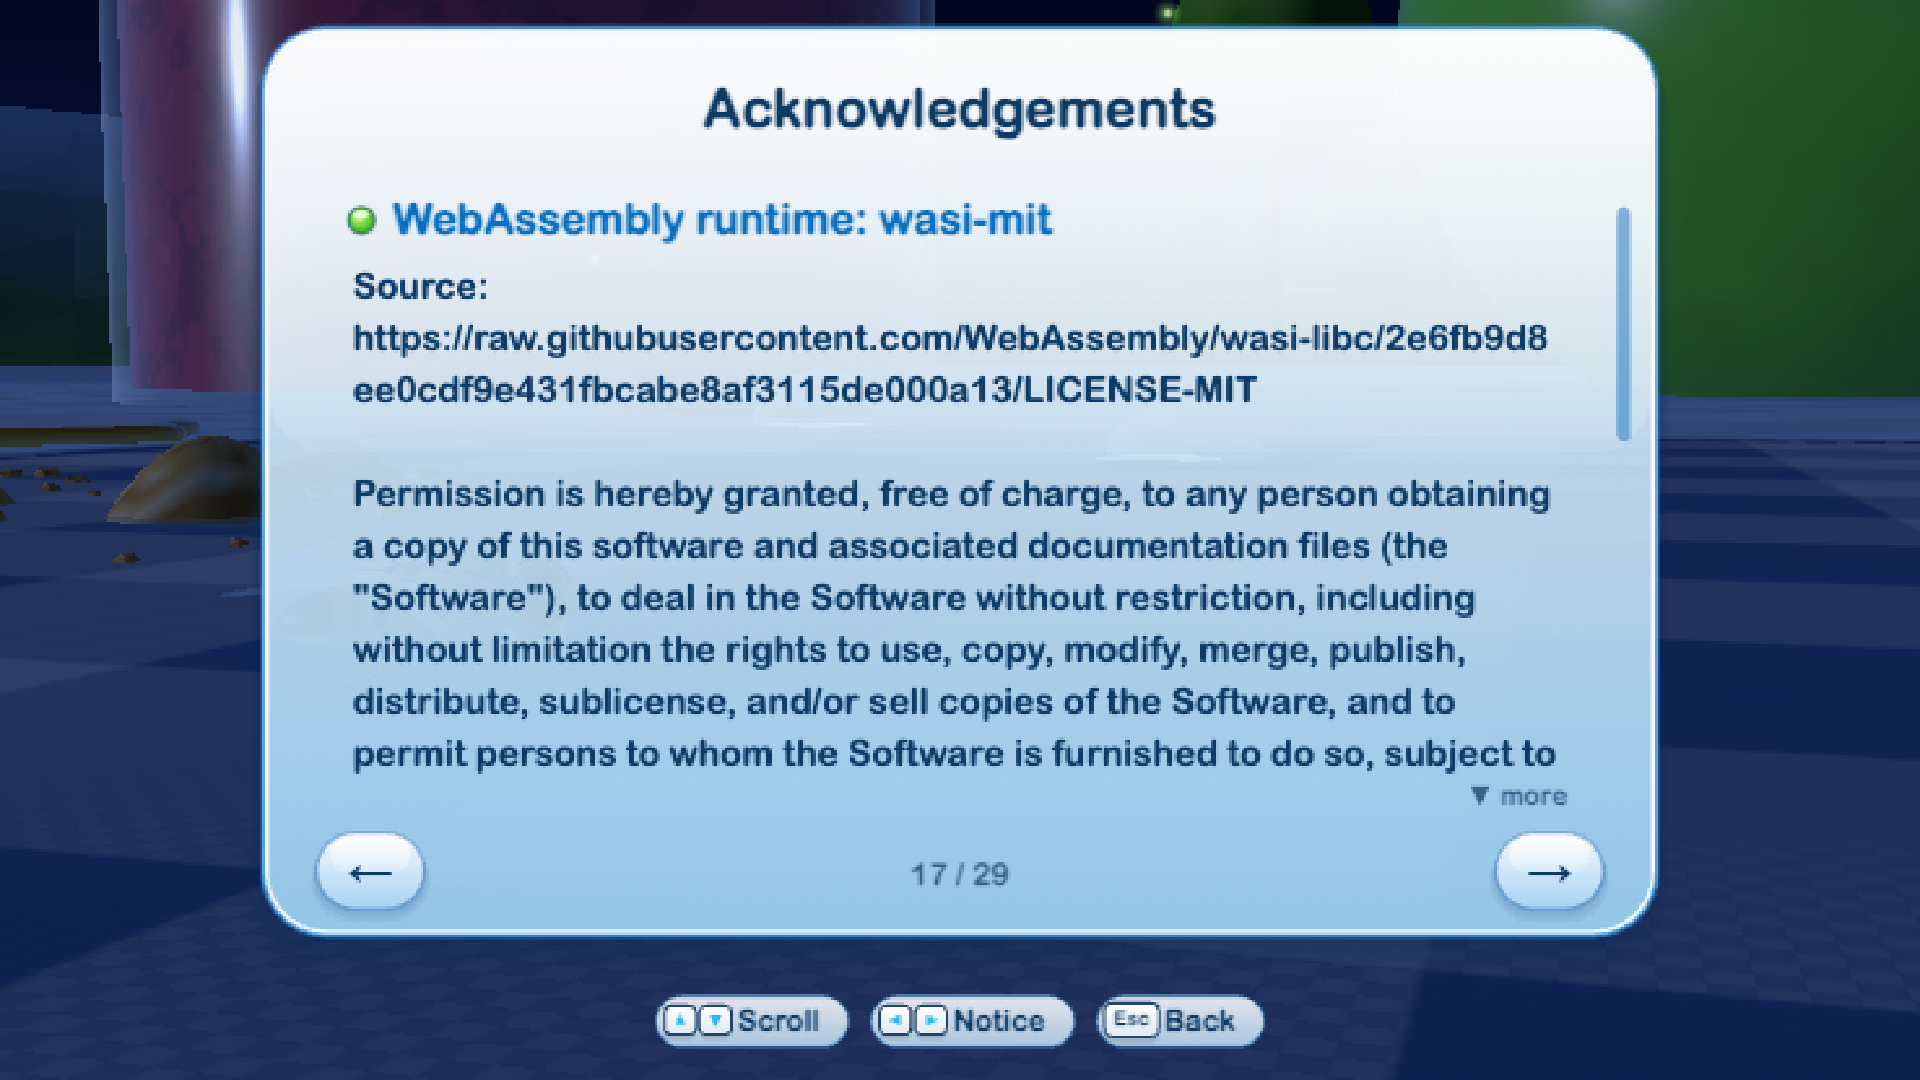 Acknowledgements
WebAssembly runtime: wasi-mit
Source:
https://raw.githubusercontent.com/WebAssembly/wasi-libc/2e6fb9d8
ee0cdf9e431fbcabe8af3115de000a13/LICENSE-MIT
Permission is hereby granted, free of charge, to any person obtaining
a copy of this software and associated documentation files (the
"Software"), to deal in the Software without restriction, including
without limitation the rights to use, copy, modify, merge, publish,
distribute, sublicense, and/or sell copies of the Software, and to
permit persons to whom the Software is furnished to do so, subject to
▼ more
← 17 / 29 →
▲ ▼ Scroll ◀ ▶ Notice Esc Back